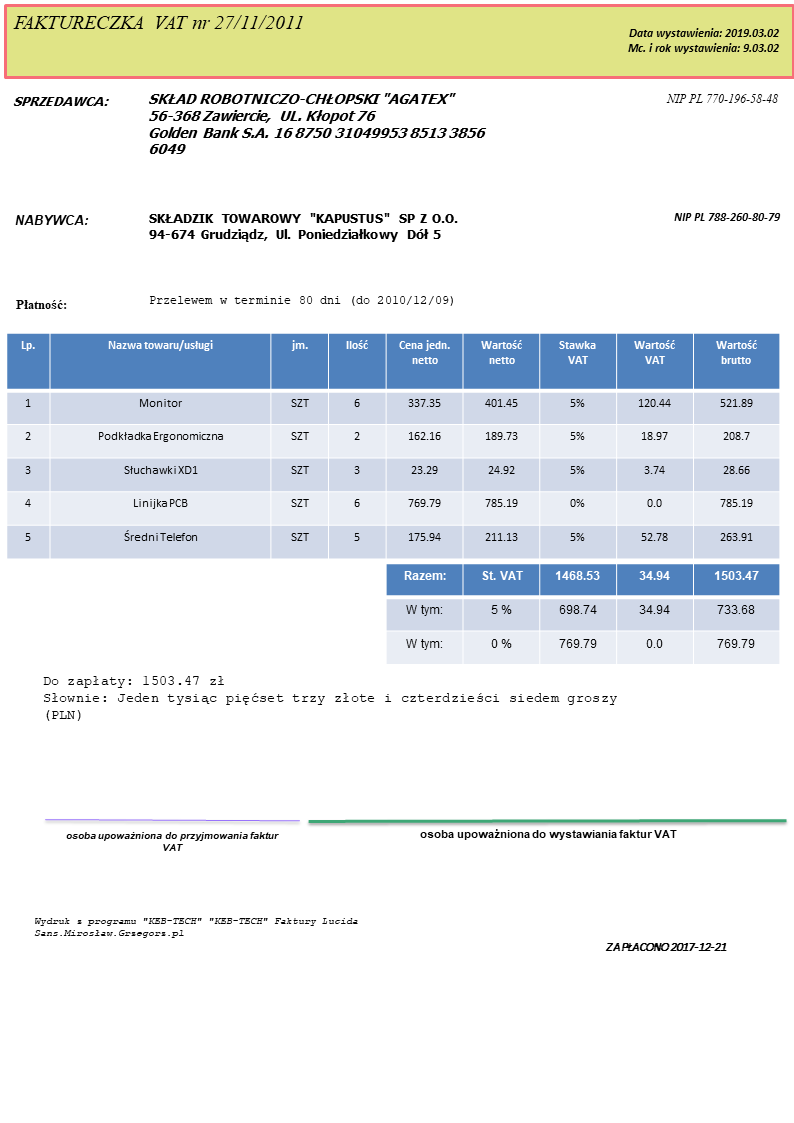 FAKTURECZKA VAT nr 27/11/2011
Data wystawienia: 2019.03.02
Mc. i rok wystawienia: 9.03.02
SPRZEDAWCA:
SKŁAD ROBOTNICZO-CHŁOPSKI "AGATEX"
56-368 Zawiercie, UL. Kłopot 76
Golden Bank S.A. 16 8750 31049953 8513 3856
6049
NIP PL 770-196-58-48
NABYWCA:
SKŁADZIK TOWAROWY "KAPUSTUS" SP Z O.O.
94-674 Grudziądz, Ul. Poniedziałkowy Dół 5
NIP PL 788-260-80-79
Płatność:
Przelewem w terminie 80 dni (do 2010/12/09)
Lp. Nazwa towaru/usługi jm. Ilość Cena jedn. Wartość Stawka Wartość Wartość
netto netto VAT VAT brutto
1 Monitor SZT 6 337.35 401.45 5% 120.44 521.89
2 Podkładka Ergonomiczna SZT 2 162.16 189.73 5% 18.97 208.7
3 Słuchawki XD1 SZT 3 23.29 24.92 5% 3.74 28.66
4 Linijka PCB SZT 6 769.79 785.19 0% 0.0 785.19
5 Średni Telefon SZT 5 175.94 211.13 5% 52.78 263.91
Razem: St. VAT 1468.53 34.94 1503.47
W tym: 5 % 698.74 34.94 733.68
W tym: 0 % 769.79 0.0 769.79
Do zapłaty: 1503.47 zł
Słownie: Jeden tysiąc pięćset trzy złote i czterdzieści siedem groszy
(PLN)
osoba upoważniona do przyjmowania faktur
VAT
osoba upoważniona do wystawiania faktur VAT
Wydruk z programu "KEB-TECH" "KEB-TECH" Faktury Lucida
Sans.Mirosław.Grzegorz.pl
ZAPŁACONO 2017-12-21